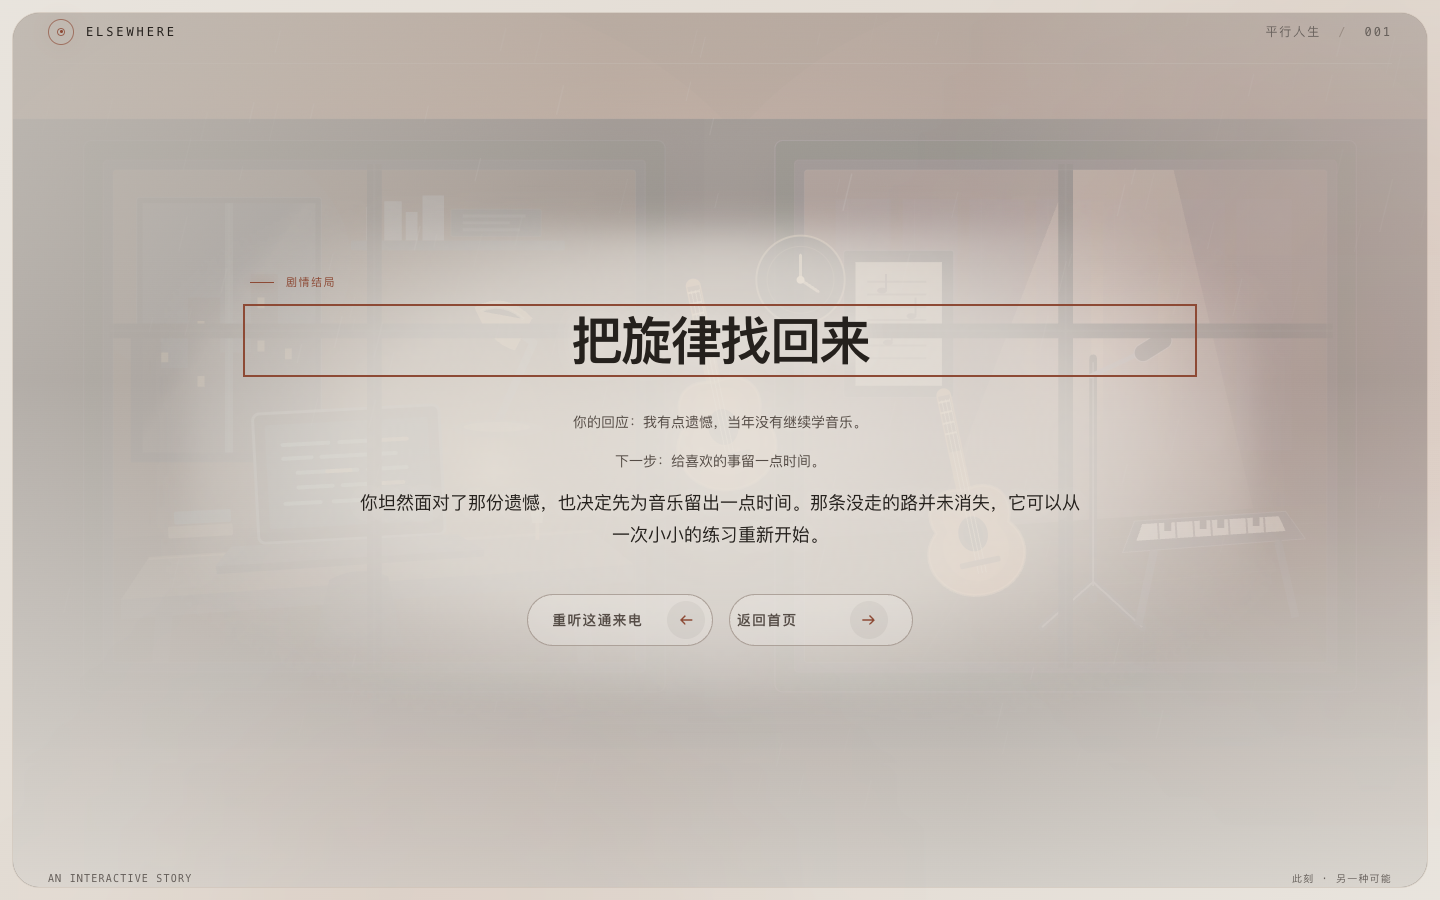 ELSEWHERE
平行人生 / 001
剧情结局
把旋律找回来
你的回应：我有点遗憾，当年没有继续学音乐。
下一步：给喜欢的事留一点时间。
你坦然面对了那份遗憾，也决定先为音乐留出一点时间。那条没走的路并未消失，它可以从
一次小小的练习重新开始。
重听这通来电 ←
返回首页 →
AN INTERACTIVE STORY
此刻 · 另一种可能